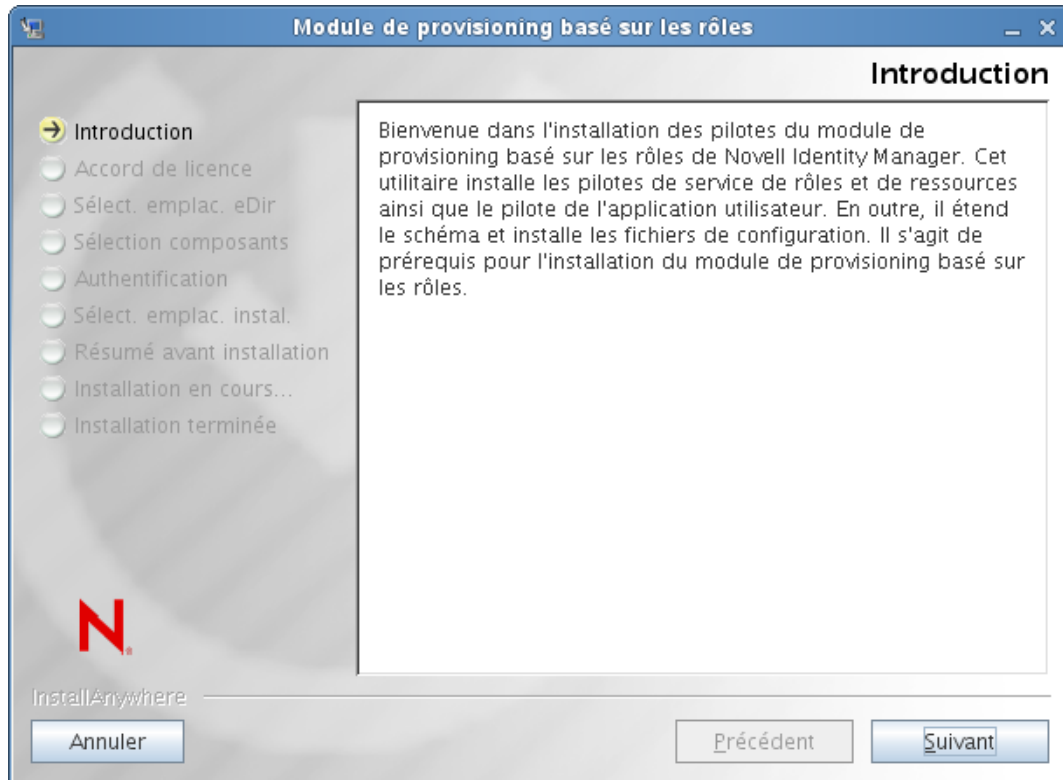 Module de provisioning basé sur les rôles
Introduction
Introduction
Accord de licence
Sélect. emplac. eDir
Sélection composants
Authentification
Sélect. emplac. instal.
Résumé avant installation
Installation en cours...
Installation terminée
Bienvenue dans l'installation des pilotes du module de
provisioning basé sur les rôles de Novell Identity Manager. Cet
utilitaire installe les pilotes de service de rôles et de ressources
ainsi que le pilote de l'application utilisateur. En outre, il étend
le schéma et installe les fichiers de configuration. Il s'agit de
prérequis pour l'installation du module de provisioning basé sur
les rôles.
N®
InstallAnywhere
Annuler
Précédent
Suivant